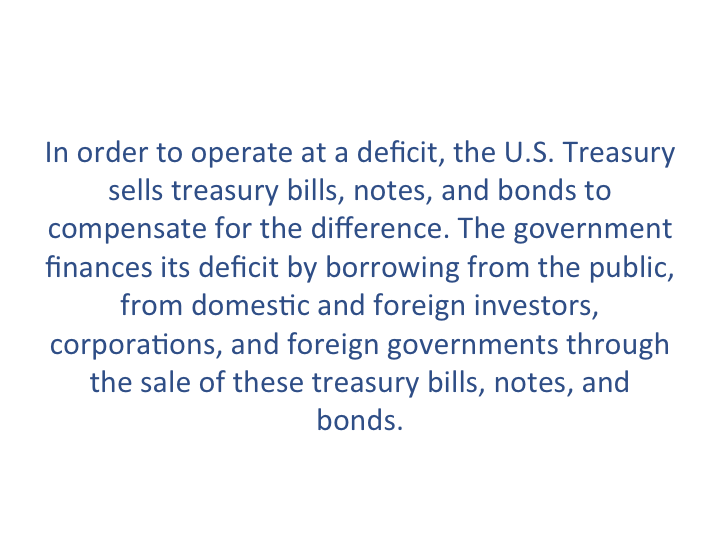 In order to operate at a deficit, the U.S. Treasury
sells treasury bills, notes, and bonds to
compensate for the difference. The government
finances its deficit by borrowing from the public,
from domestic and foreign investors,
corporations, and foreign governments through
the sale of these treasury bills, notes, and
bonds.